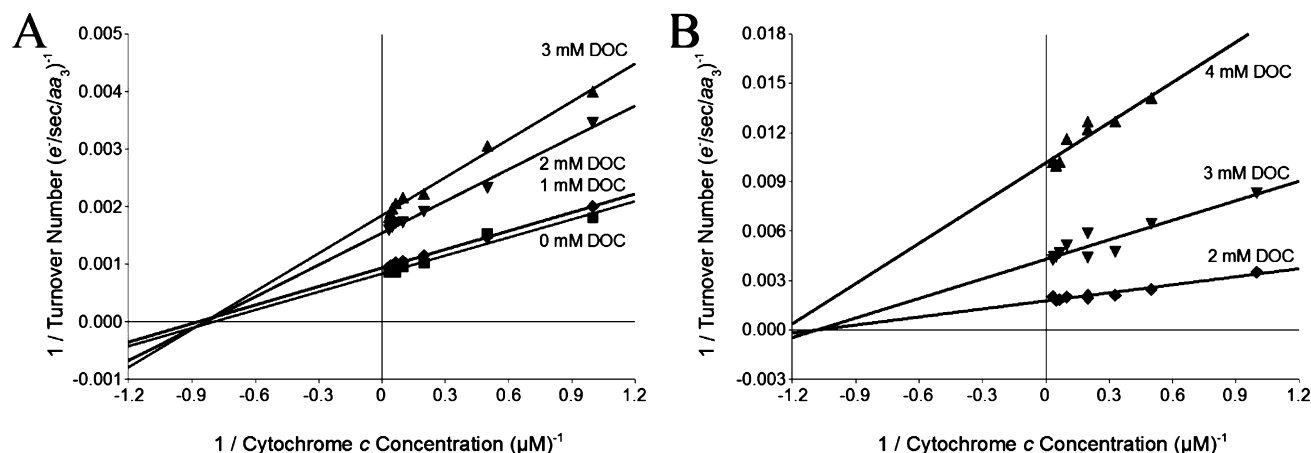 A
1 / Turnover Number (e-/sec/aa3)-1
0.005
0.004
0.003
0.002
0.001
0.000
-0.001
3 mM DOC
2 mM DOC
1 mM DOC
0 mM DOC
-1.2 -0.9 -0.6 -0.3 0 0.3 0.6 0.9 1.2
1 / Cytochrome c Concentration (µM)-1
B
1 / Turnover Number (e-/sec/aa3)-1
0.018
0.015
0.012
0.009
0.006
0.003
0.000
-0.003
4 mM DOC
3 mM DOC
2 mM DOC
-1.2 -0.9 -0.6 -0.3 0 0.3 0.6 0.9 1.2
1 / Cytochrome c Concentration (µM)-1